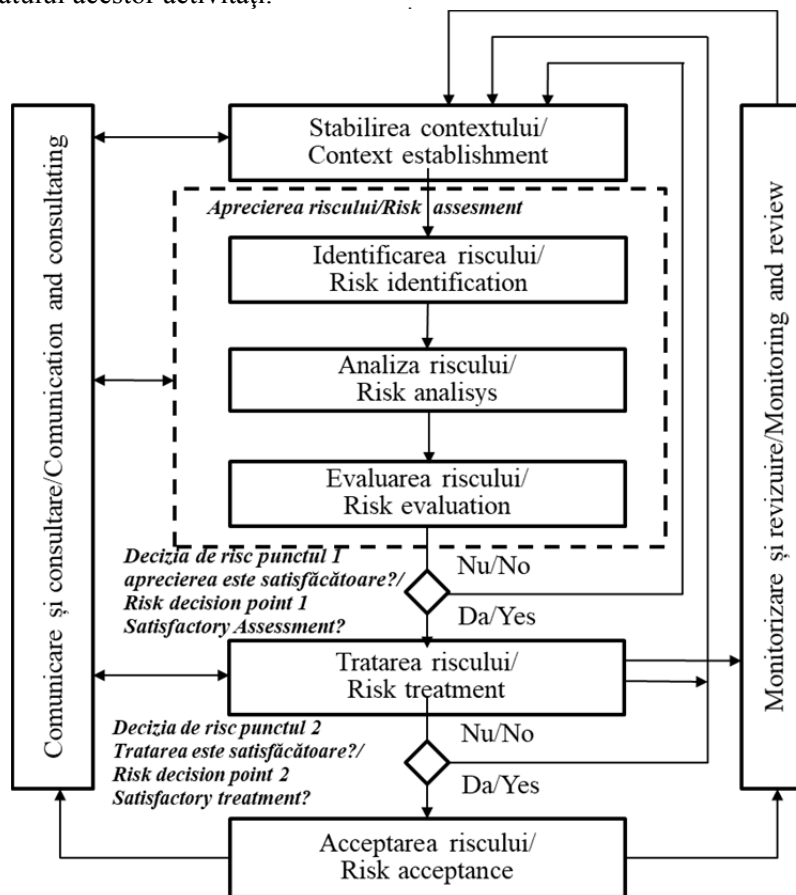 acestor activităţi.
Stabilirea contextului/
Context establishment
Aprecierea riscului/Risk assesment
Identificarea riscului/
Risk identification
Analiza riscului/
Risk analisys
Evaluarea riscului/
Risk evaluation
Decizia de risc punctul 1
aprecierea este satisfăcătoare?/
Risk decision point 1
Satisfactory Assessment?
Nu/No
Da/Yes
Tratarea riscului/
Risk treatment
Decizia de risc punctul 2
Tratarea este satisfăcătoare?/
Risk decision point 2
Satisfactory treatment?
Nu/No
Da/Yes
Acceptarea riscului/
Risk acceptance
Comunicare și consultare/Comunication and consultating
Monitorizare și revizuire/Monitoring and review